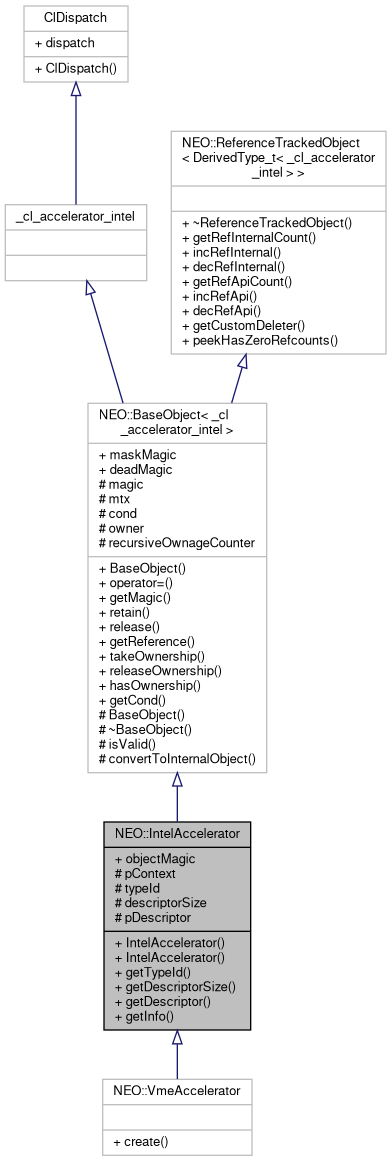 ClDispatch
+ dispatch
+ ClDispatch()
NEO::ReferenceTrackedObject
< DerivedType_t< _cl_accelerator
_intel > >
+ ~ReferenceTrackedObject()
+ getRefInternalCount()
+ incRefInternal()
+ decRefInternal()
+ getRefApiCount()
+ incRefApi()
+ decRefApi()
+ getCustomDeleter()
+ peekHasZeroRefcounts()
_cl_accelerator_intel
NEO::BaseObject< _cl
_accelerator_intel >
+ maskMagic
+ deadMagic
# magic
# mtx
# cond
# owner
# recursiveOwnageCounter
+ BaseObject()
+ operator=()
+ getMagic()
+ retain()
+ release()
+ getReference()
+ takeOwnership()
+ releaseOwnership()
+ hasOwnership()
+ getCond()
# BaseObject()
# ~BaseObject()
# isValid()
# convertToInternalObject()
NEO::IntelAccelerator
+ objectMagic
# pContext
# typeId
# descriptorSize
# pDescriptor
+ IntelAccelerator()
+ IntelAccelerator()
+ getTypeId()
+ getDescriptorSize()
+ getDescriptor()
+ getInfo()
NEO::VmeAccelerator
+ create()